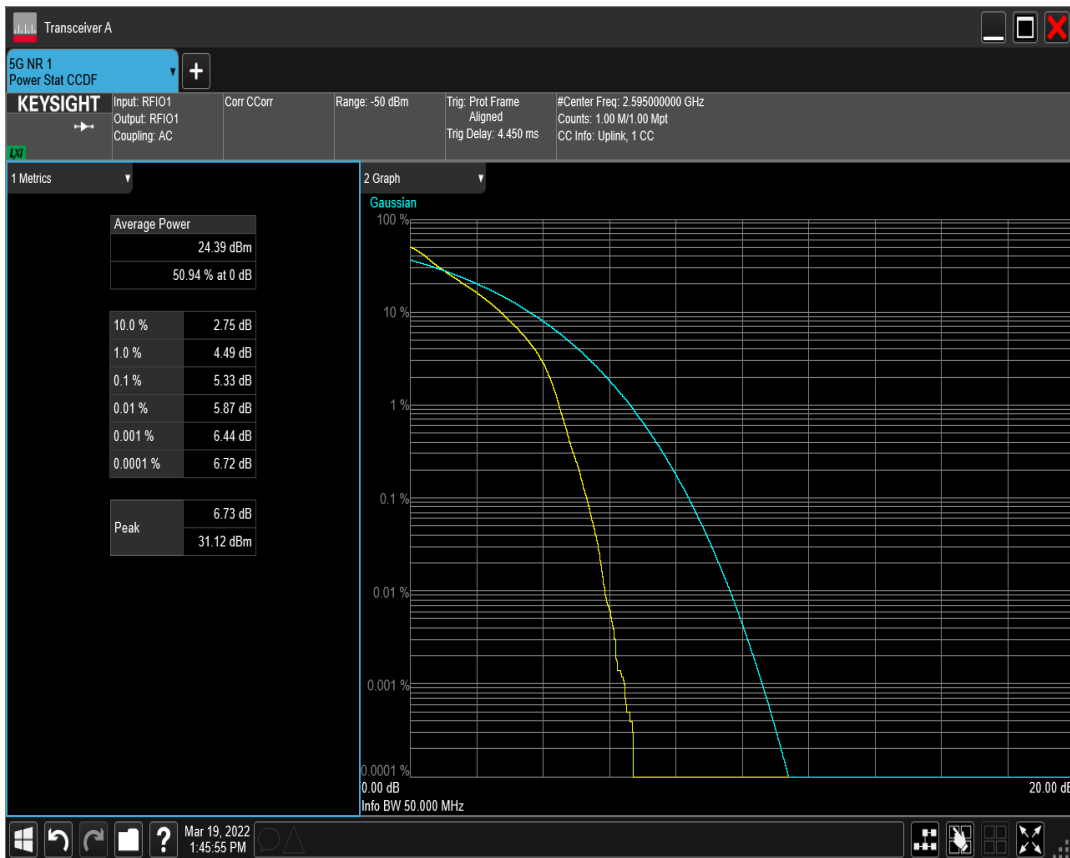 Transceiver A
5G NR 1
Power Stat CCDF
+
KEYSIGHT
LXI
Input: RFIO1
Output: RFIO1
Coupling: AC
Corr CCorr
Range: -50 dBm
Trig: Prot Frame
Aligned
Trig Delay: 4.450 ms
#Center Freq: 2.595000000 GHz
Counts: 1.00 M/1.00 Mpt
CC Info: Uplink, 1 CC
1 Metrics
Average Power
24.39 dBm
50.94 % at 0 dB
10.0 % 2.75 dB
1.0 % 4.49 dB
0.1 % 5.33 dB
0.01 % 5.87 dB
0.001 % 6.44 dB
0.0001 % 6.72 dB
Peak
6.73 dB
31.12 dBm
2 Graph
Gaussian
100 %
10 %
1 %
0.1 %
0.01 %
0.001 %
0.0001 %
0.00 dB 20.00 dB
Info BW 50.000 MHz
?
Mar 19, 2022
1:45:55 PM